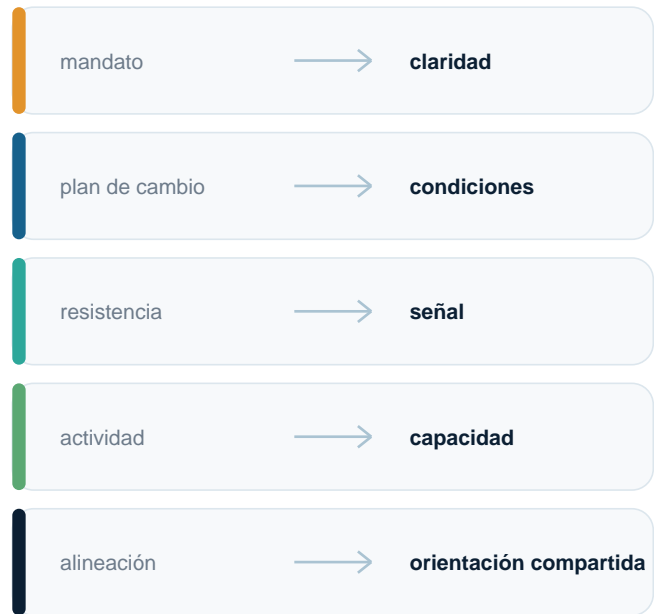 mandato → claridad
plan de cambio → condiciones
resistencia → señal
actividad → capacidad
alineación → orientación compartida